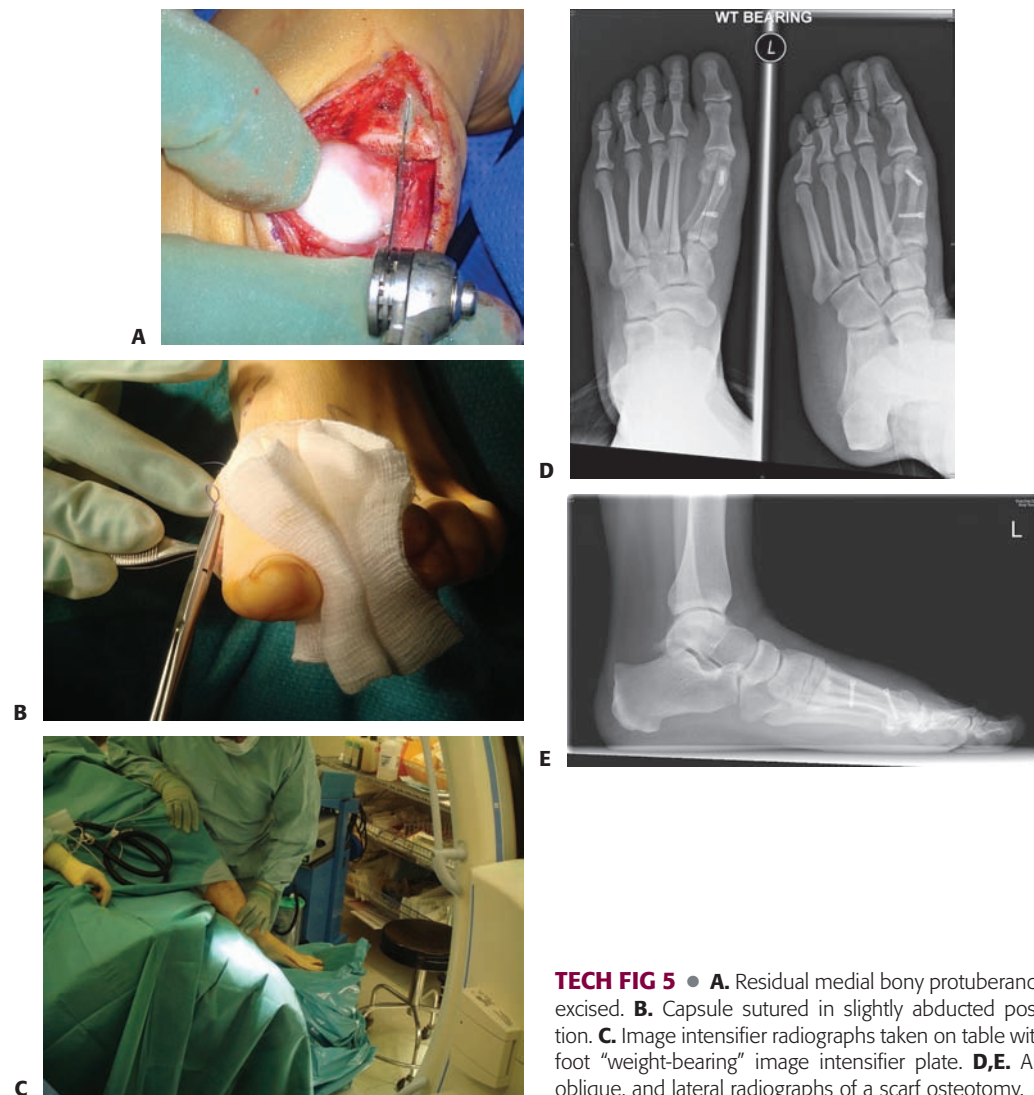 A
WT BEARING
L
B
D
L
E
C
TECH FIG 5 • A. Residual medial bony protuberanc
excised. B. Capsule sutured in slightly abducted pos
tion. C. Image intensifier radiographs taken on table wit
foot “weight-bearing” image intensifier plate. D,E. A
oblique, and lateral radiographs of a scarf osteotomy.